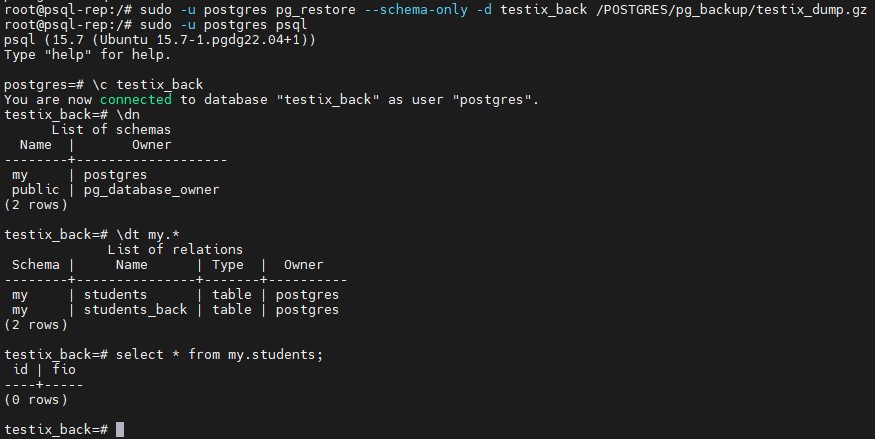 root@psql-rep:/# sudo -u postgres pg_restore --schema-only -d testix_back /POSTGRES/pg_backup/testix_dump.gz
root@psql-rep:/# sudo -u postgres psql
psql (15.7 (Ubuntu 15.7-1.pgdg22.04+1))
Type "help" for help.

postgres=# \c testix_back
You are now connected to database "testix_back" as user "postgres".
testix_back=# \dn
      List of schemas
  Name  |       Owner
--------+-------------------
 my     | postgres
 public | pg_database_owner
(2 rows)

testix_back=# \dt my.*
             List of relations
 Schema |     Name      | Type  |  Owner
--------+---------------+-------+----------
 my     | students      | table | postgres
 my     | students_back | table | postgres
(2 rows)

testix_back=# select * from my.students;
 id | fio
----+-----
(0 rows)

testix_back=#